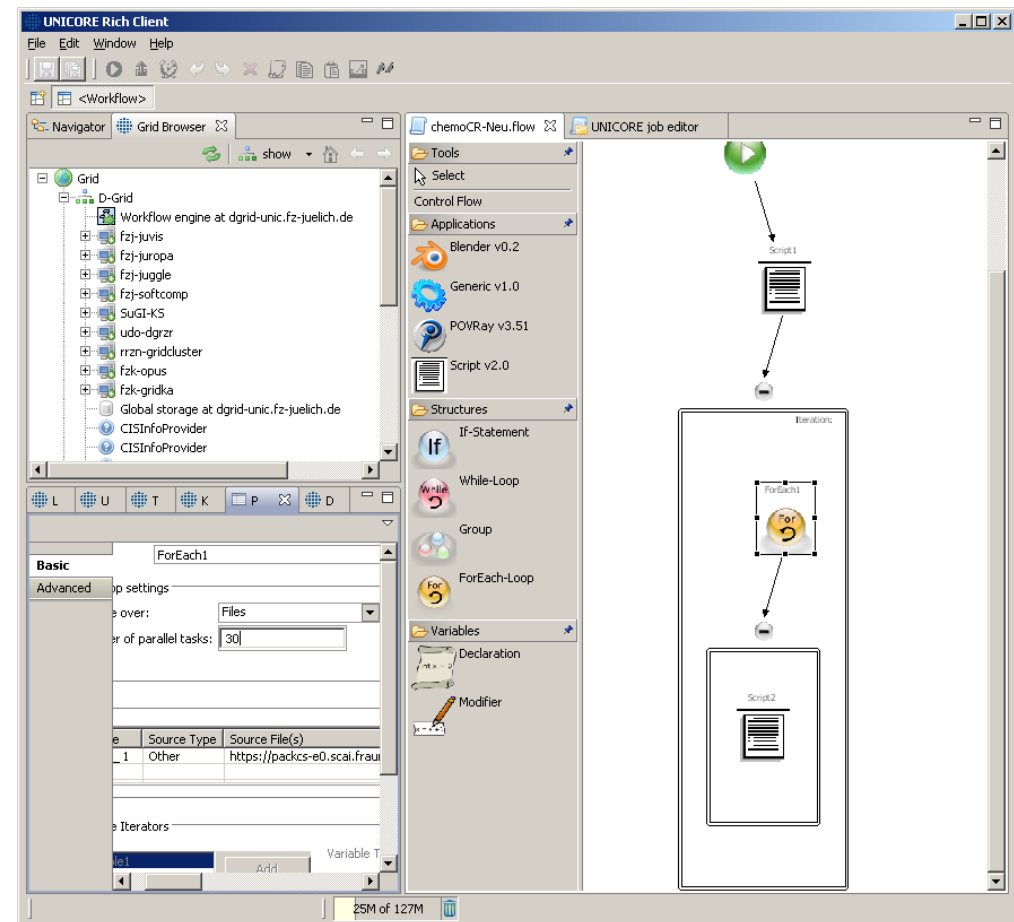 UNICORE Rich Client
File Edit Window Help
<Workflow>
Navigator Grid Browser
show
Grid
D-Grid
Workflow engine at dgrid-unic.fz-juelich.de
fzj-juvis
fzj-juropa
fzj-juggle
fzj-softcomp
SuGI-KS
udo-dgrzr
rrzn-gridcluster
fzk-opus
fzk-gridka
Global storage at dgrid-unic.fz-juelich.de
CISInfoProvider
CISInfoProvider
L U T K P D
ForEach1
Basic
Advanced
op settings
e over: Files
er of parallel tasks: 30
e Source Type Source File(s)
_1 Other https://packcs-e0.scai.frau
e Iterators
Variable T
ble1
Add
chemoCR-Neu.flow UNICORE job editor
Tools
Select
Control Flow
Applications
Blender v0.2
Generic v1.0
POVRay v3.51
Script v2.0
Structures
If
If-Statement
While
While-Loop
Group
For
ForEach-Loop
Variables
Declaration
Modifier
Script1
Iteration:
ForEach1
For
Script2
25M of 127M